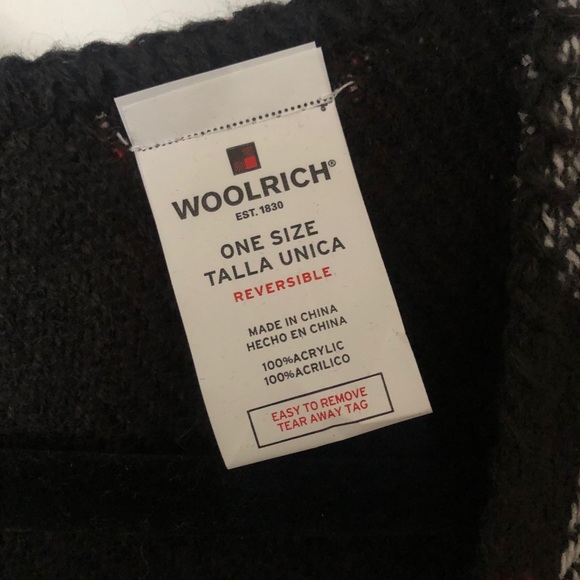 WOOLRICH®
EST. 1830
ONE SIZE
TALLA UNICA
REVERSIBLE
MADE IN CHINA
HECHO EN CHINA
100%ACRYLIC
100%ACRILICO
EASY TO REMOVE
TEAR AWAY TAG